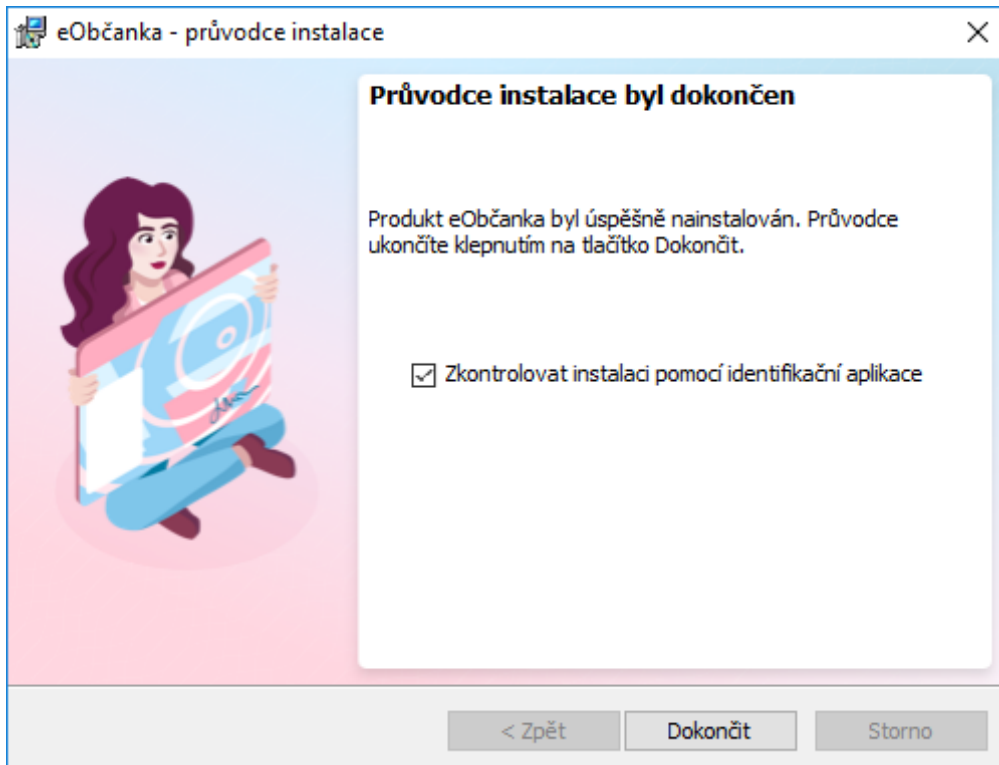 eObčanka - průvodce instalace
Průvodce instalace byl dokončen
Produkt eObčanka byl úspěšně nainstalován. Průvodce
ukončíte klepnutím na tlačítko Dokončit.
Zkontrolovat instalaci pomocí identifikační aplikace
< Zpět
Dokončit
Storno